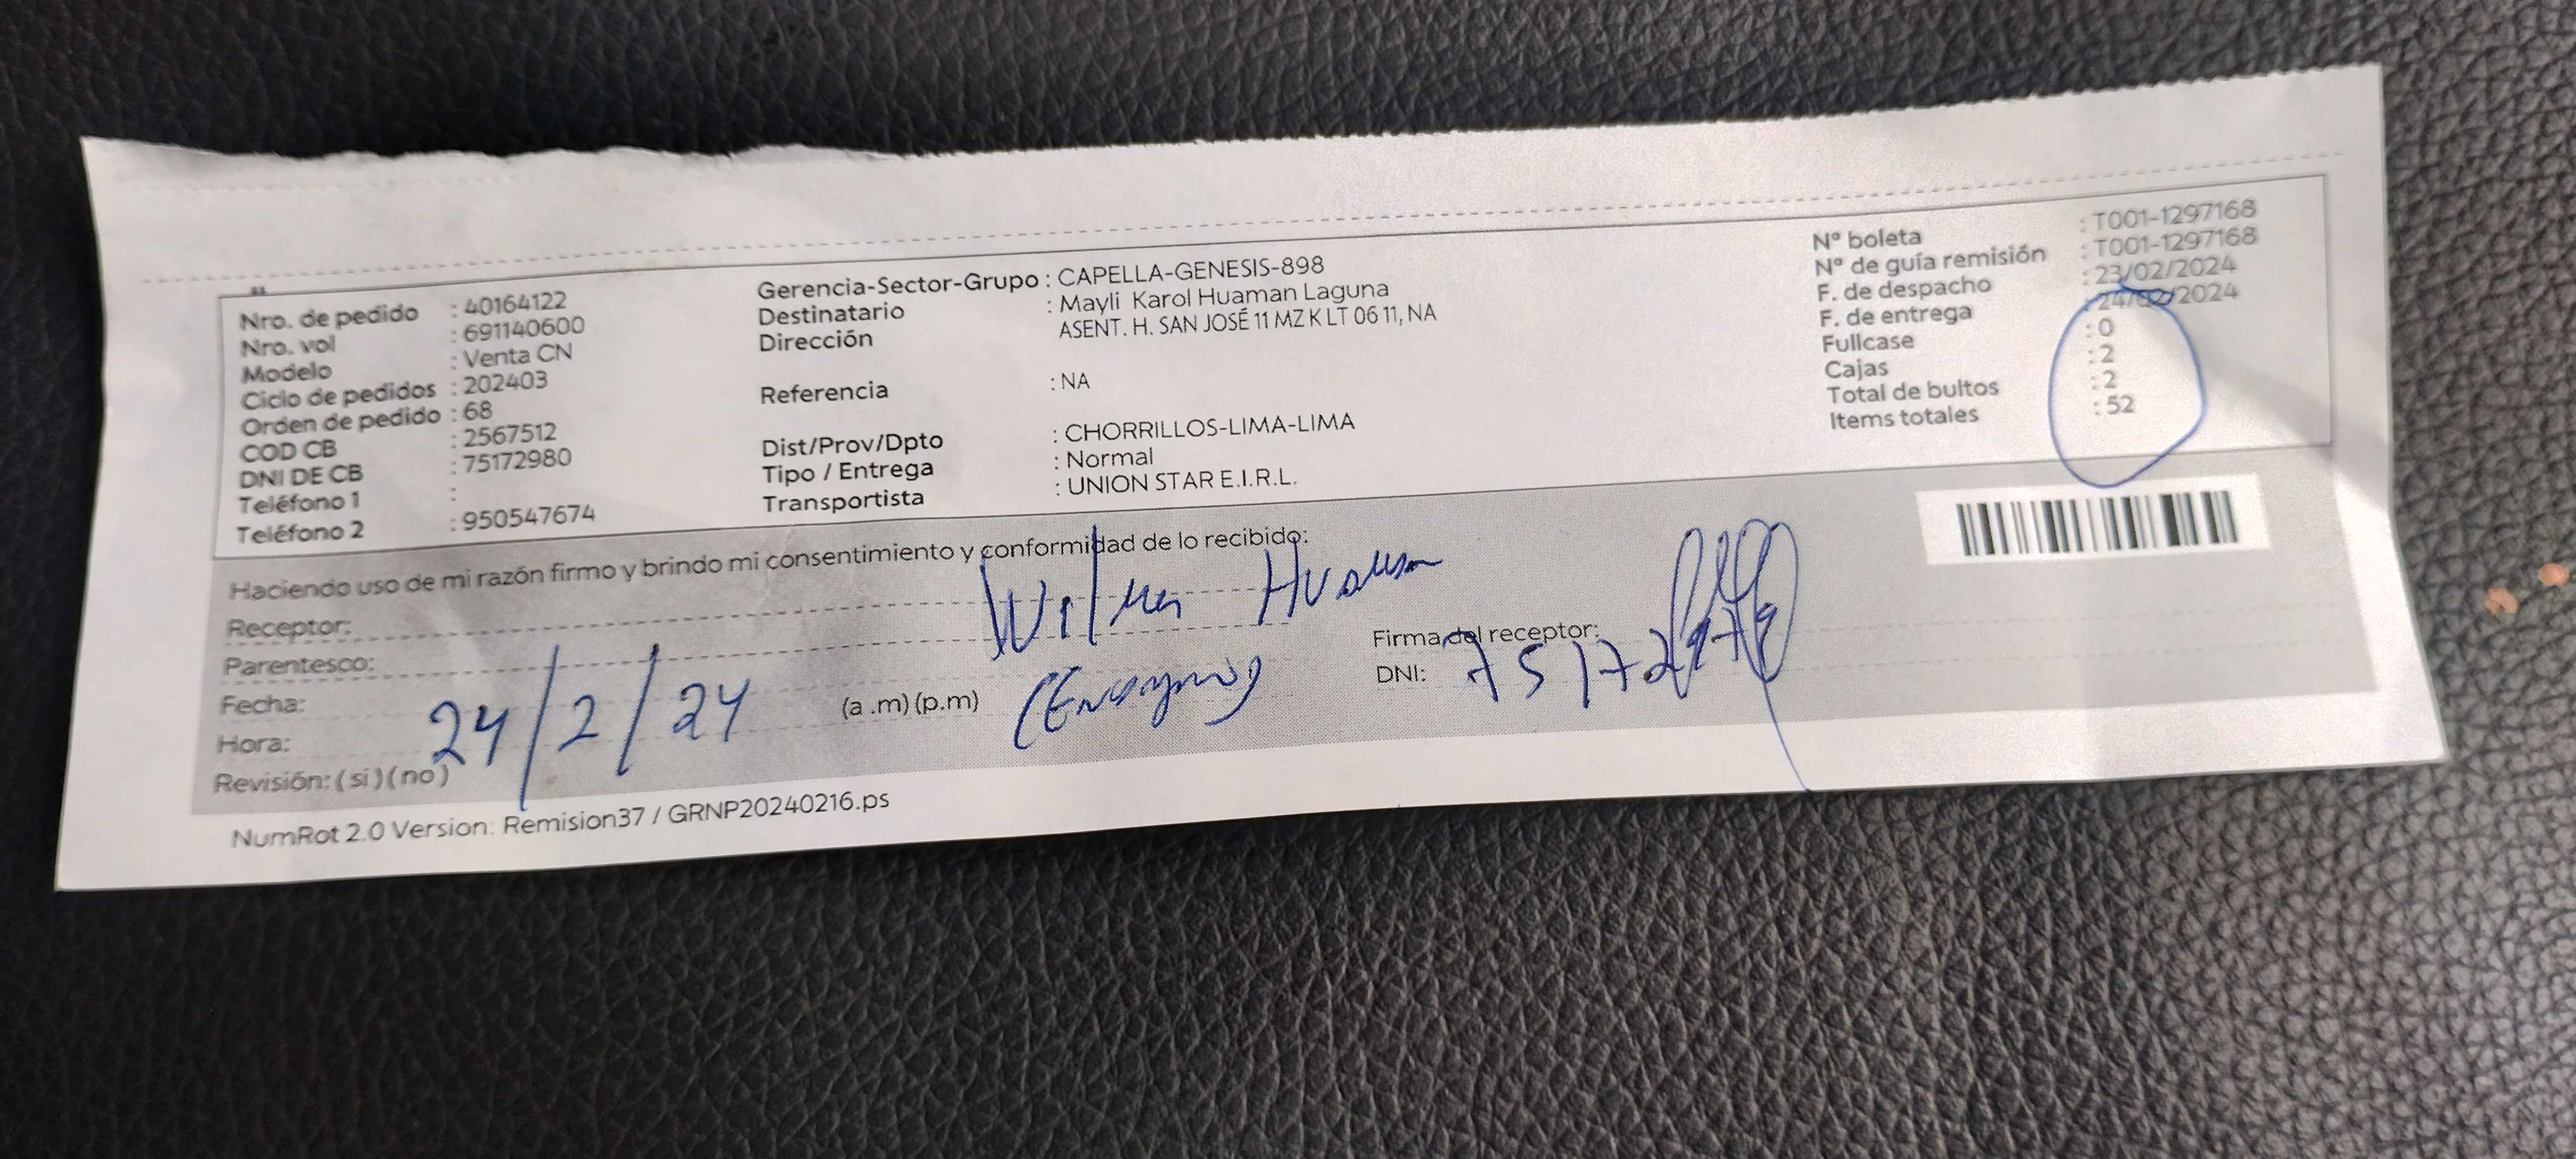 Nro. de pedido : 40164122
Nro. vol : 691140600
Modelo : Venta CN
Ciclo de pedidos : 202403
Orden de pedido : 68
COD CB : 2567512
DNI DE CB : 75172980
Teléfono 1 :
Teléfono 2 : 950547674
Gerencia-Sector-Grupo : CAPELLA-GENESIS-898
Destinatario : Mayli Karol Huaman Laguna
Dirección ASENT. H. SAN JOSÉ 11 MZ K LT 06 11, NA
Referencia : NA
Dist/Prov/Dpto : CHORRILLOS-LIMA-LIMA
Tipo / Entrega : Normal
Transportista : UNION STAR E.I.R.L.
Nº boleta : T001-1297168
Nº de guía remisión : T001-1297168
F. de despacho : 23/02/2024
F. de entrega : 24/02/2024
Fullcase : 0
Cajas : 2
Total de bultos : 2
Items totales : 52
Haciendo uso de mi razón firmo y brindo mi consentimiento y conformidad de lo recibido:
Receptor: Huaman
Parentesco:
Fecha: 24/2/24
Hora: (a .m) (p.m)
Revisión: (si) (no)
Firma del receptor:
DNI:
NumRot 2.0 Version: Remision37 / GRNP20240216.ps